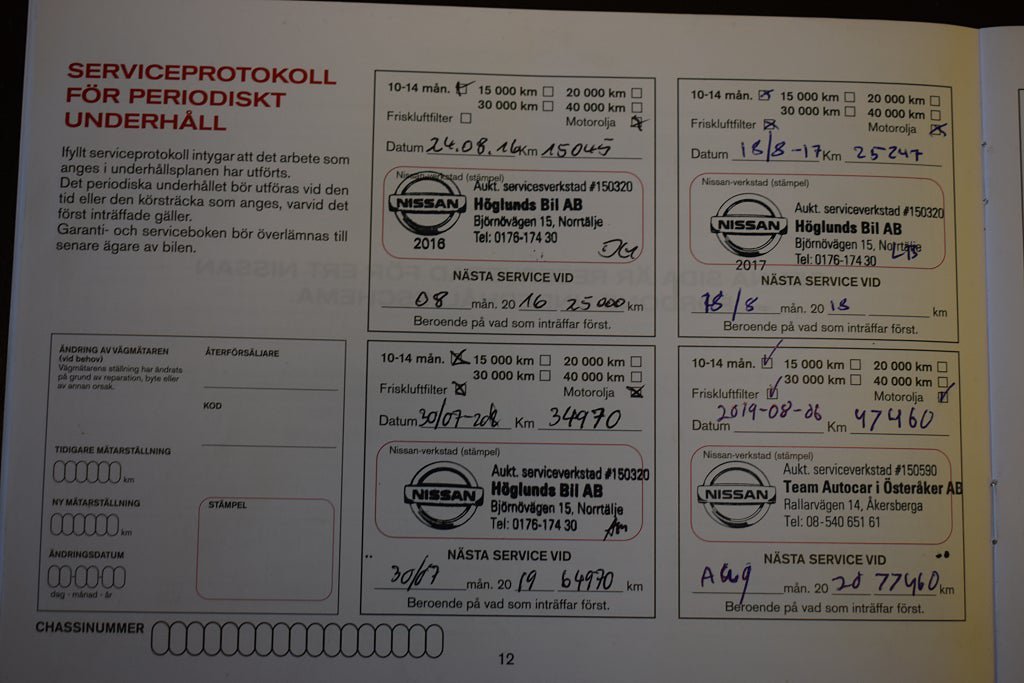 SERVICEPROTOKOLL
FÖR PERIODISKT
UNDERHÅLL
Ifyllt serviceprotokoll intygar att det arbete som
anges i underhållsplanen har utförts.
Det periodiska underhållet bör utföras vid den
tid eller den körsträcka som anges, varvid det
först inträffade gäller.
Garanti- och serviceboken bör överlämnas till
senare ägare av bilen.
10-14 mån. 15 000 km 20 000 km
30 000 km 40 000 km
Friskluftfilter Motorolja
Datum 24.08.16 Km 15045
Nissan-verkstad (stämpel)
Aukt. servicesverkstad #150320
NISSAN Höglunds Bil AB
Björnövägen 15, Norrtälje
2016 Tel: 0176-174 30
NÄSTA SERVICE VID
08 mån. 20 16 25000 km
Beroende på vad som inträffar först.
10-14 mån. 15 000 km 20 000 km
30 000 km 40 000 km
Friskluftfilter Motorolja
Datum 18/8-17 Km 25247
Nissan-verkstad (stämpel)
Aukt. serviceverkstad #150320
NISSAN Höglunds Bil AB
Björnövägen 15, Norrtälje
2017 Tel: 0176-174 30
NÄSTA SERVICE VID
18/8 mån. 20 18 km
Beroende på vad som inträffar först.
ÄNDRING AV VÄGMÄTAREN
(vid behov)
Vägmätarens ställning har ändrats
på grund av reparation, byte eller
av annan orsak.
ÅTERFÖRSÄLJARE
KOD
TIDIGARE MÄTARSTÄLLNING
km
NY MÄTARSTÄLLNING
km
ÄNDRINGSDATUM
dag - månad - år
STÄMPEL
10-14 mån. 15 000 km 20 000 km
30 000 km 40 000 km
Friskluftfilter Motorolja
Datum 30/07-208 Km 34970
Nissan-verkstad (stämpel)
Aukt. serviceverkstad #150320
NISSAN Höglunds Bil AB
Björnövägen 15, Norrtälje
Tel: 0176-174 30
NÄSTA SERVICE VID
30/07 mån. 20 19 64970 km
Beroende på vad som inträffar först.
10-14 mån. 15 000 km 20 000 km
30 000 km 40 000 km
Friskluftfilter Motorolja
Datum 2019-08-06 Km 47460
Nissan-verkstad (stämpel)
Aukt. serviceverkstad #150590
NISSAN Team Autocar i Österåker AB
Rallarvägen 14, Åkersberga
Tel: 08-540 651 61
NÄSTA SERVICE VID
Aug mån. 20 20 77460 km
Beroende på vad som inträffar först.
CHASSINUMMER
12